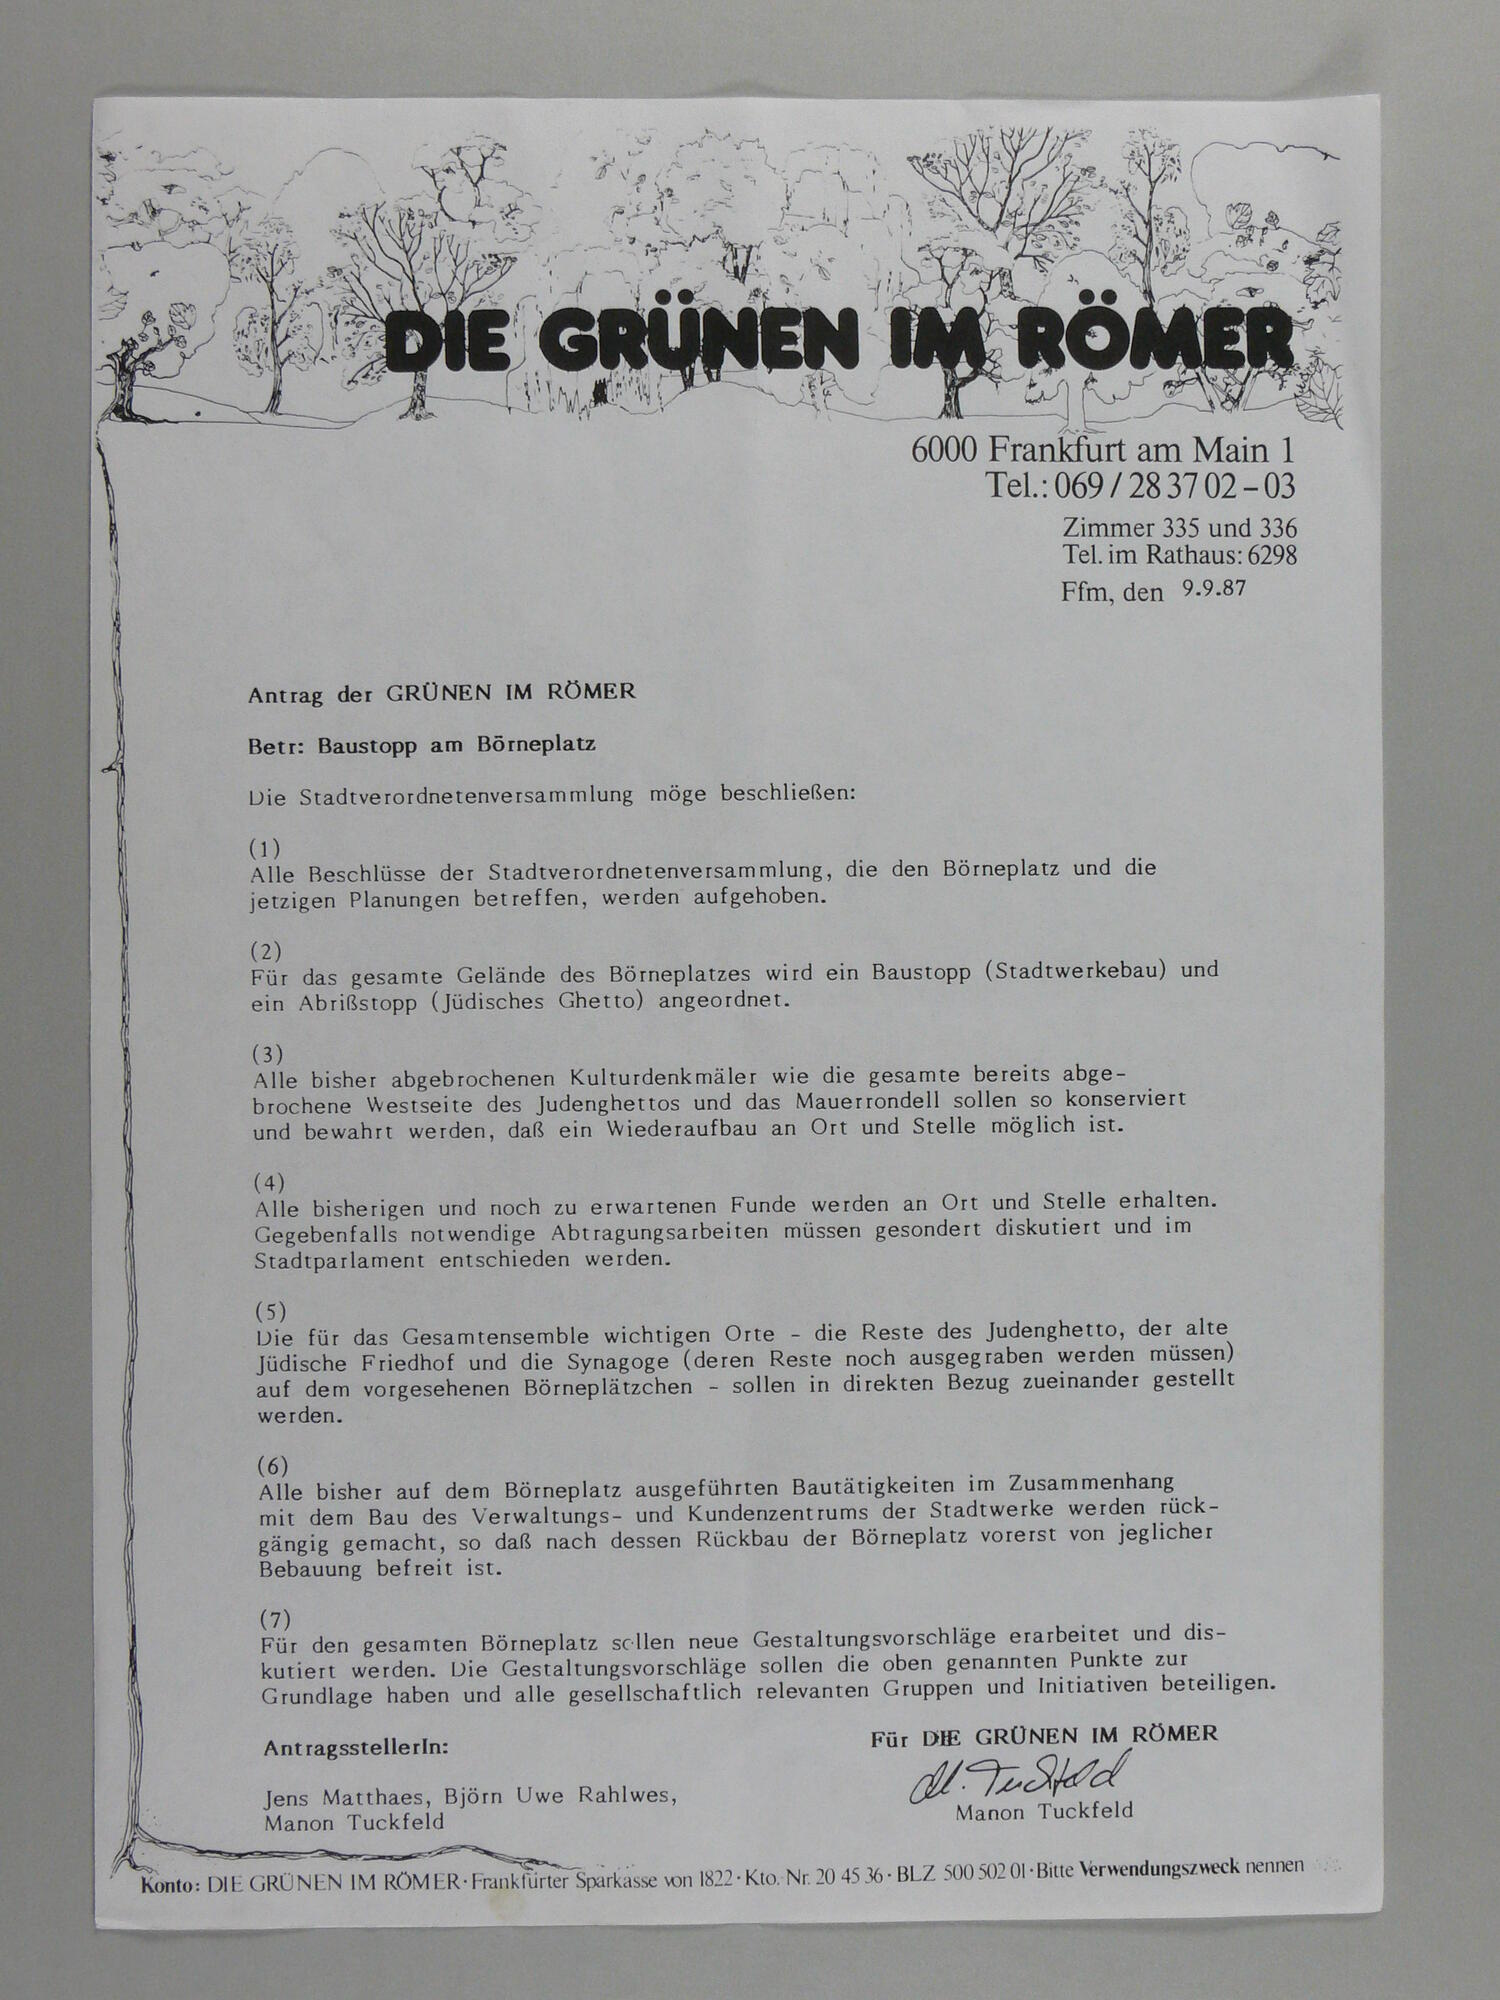 DIE GRÜNEN IM RÖMER
6000 Frankfurt am Main 1
Tel.: 069 / 28 37 02 – 03
Zimmer 335 und 336
Tel. im Rathaus: 6298
Ffm, den 9.9.87
Antrag der GRÜNEN IM RÖMER
Betr: Baustopp am Börneplatz
Die Stadtverordnetenversammlung möge beschließen:
(1)
Alle Beschlüsse der Stadtverordnetenversammlung, die den Börneplatz und die
jetzigen Planungen betreffen, werden aufgehoben.
(2)
Für das gesamte Gelände des Börneplatzes wird ein Baustopp (Stadtwerkebau) und
ein Abrißstopp (Jüdisches Ghetto) angeordnet.
(3)
Alle bisher abgebrochenen Kulturdenkmäler wie die gesamte bereits abge-
brochene Westseite des Judenghettos und das Mauerrondell sollen so konserviert
und bewahrt werden, daß ein Wiederaufbau an Ort und Stelle möglich ist.
(4)
Alle bisherigen und noch zu erwartenen Funde werden an Ort und Stelle erhalten.
Gegebenfalls notwendige Abtragungsarbeiten müssen gesondert diskutiert und im
Stadtparlament entschieden werden.
(5)
Die für das Gesamtensemble wichtigen Orte - die Reste des Judenghetto, der alte
Jüdische Friedhof und die Synagoge (deren Reste noch ausgegraben werden müssen)
auf dem vorgesehenen Börneplätzchen - sollen in direkten Bezug zueinander gestellt
werden.
(6)
Alle bisher auf dem Börneplatz ausgeführten Bautätigkeiten im Zusammenhang
mit dem Bau des Verwaltungs- und Kundenzentrums der Stadtwerke werden rück-
gängig gemacht, so daß nach dessen Rückbau der Börneplatz vorerst von jeglicher
Bebauung befreit ist.
(7)
Für den gesamten Börneplatz sollen neue Gestaltungsvorschläge erarbeitet und dis-
kutiert werden. Die Gestaltungsvorschläge sollen die oben genannten Punkte zur
Grundlage haben und alle gesellschaftlich relevanten Gruppen und Initiativen beteiligen.
AntragsstellerIn:
Jens Matthaes, Björn Uwe Rahlwes,
Manon Tuckfeld
Für DIE GRÜNEN IM RÖMER
M. Tuckfeld
Manon Tuckfeld
Konto: DIE GRÜNEN IM RÖMER · Frankfurter Sparkasse von 1822 · Kto. Nr. 20 45 36 · BLZ 500 502 01 · Bitte Verwendungszweck nennen